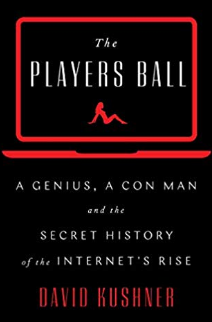 The
PLAYERS BALL
A GENIUS, A CON MAN
and the
SECRET HISTORY
of the INTERNET'S RISE
DAVID KUSHNER